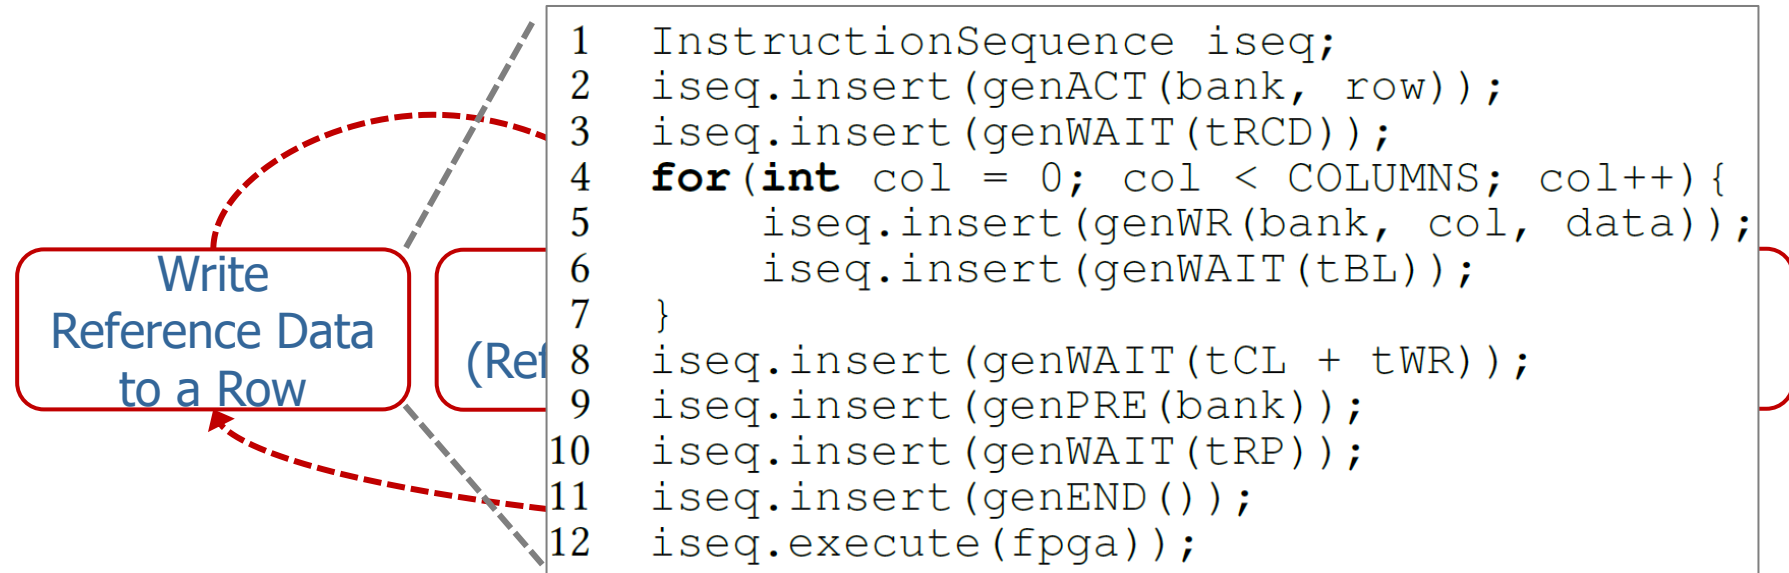 Write
Reference Data
to a Row
(Ref
1 InstructionSequence iseq;
2 iseq.insert(genACT(bank, row));
3 iseq.insert(genWAIT(tRCD));
4 for(int col = 0; col < COLUMNS; col++){
5 iseq.insert(genWR(bank, col, data));
6 iseq.insert(genWAIT(tBL));
7 }
8 iseq.insert(genWAIT(tCL + tWR));
9 iseq.insert(genPRE(bank));
10 iseq.insert(genWAIT(tRP));
11 iseq.insert(genEND());
12 iseq.execute(fpga));